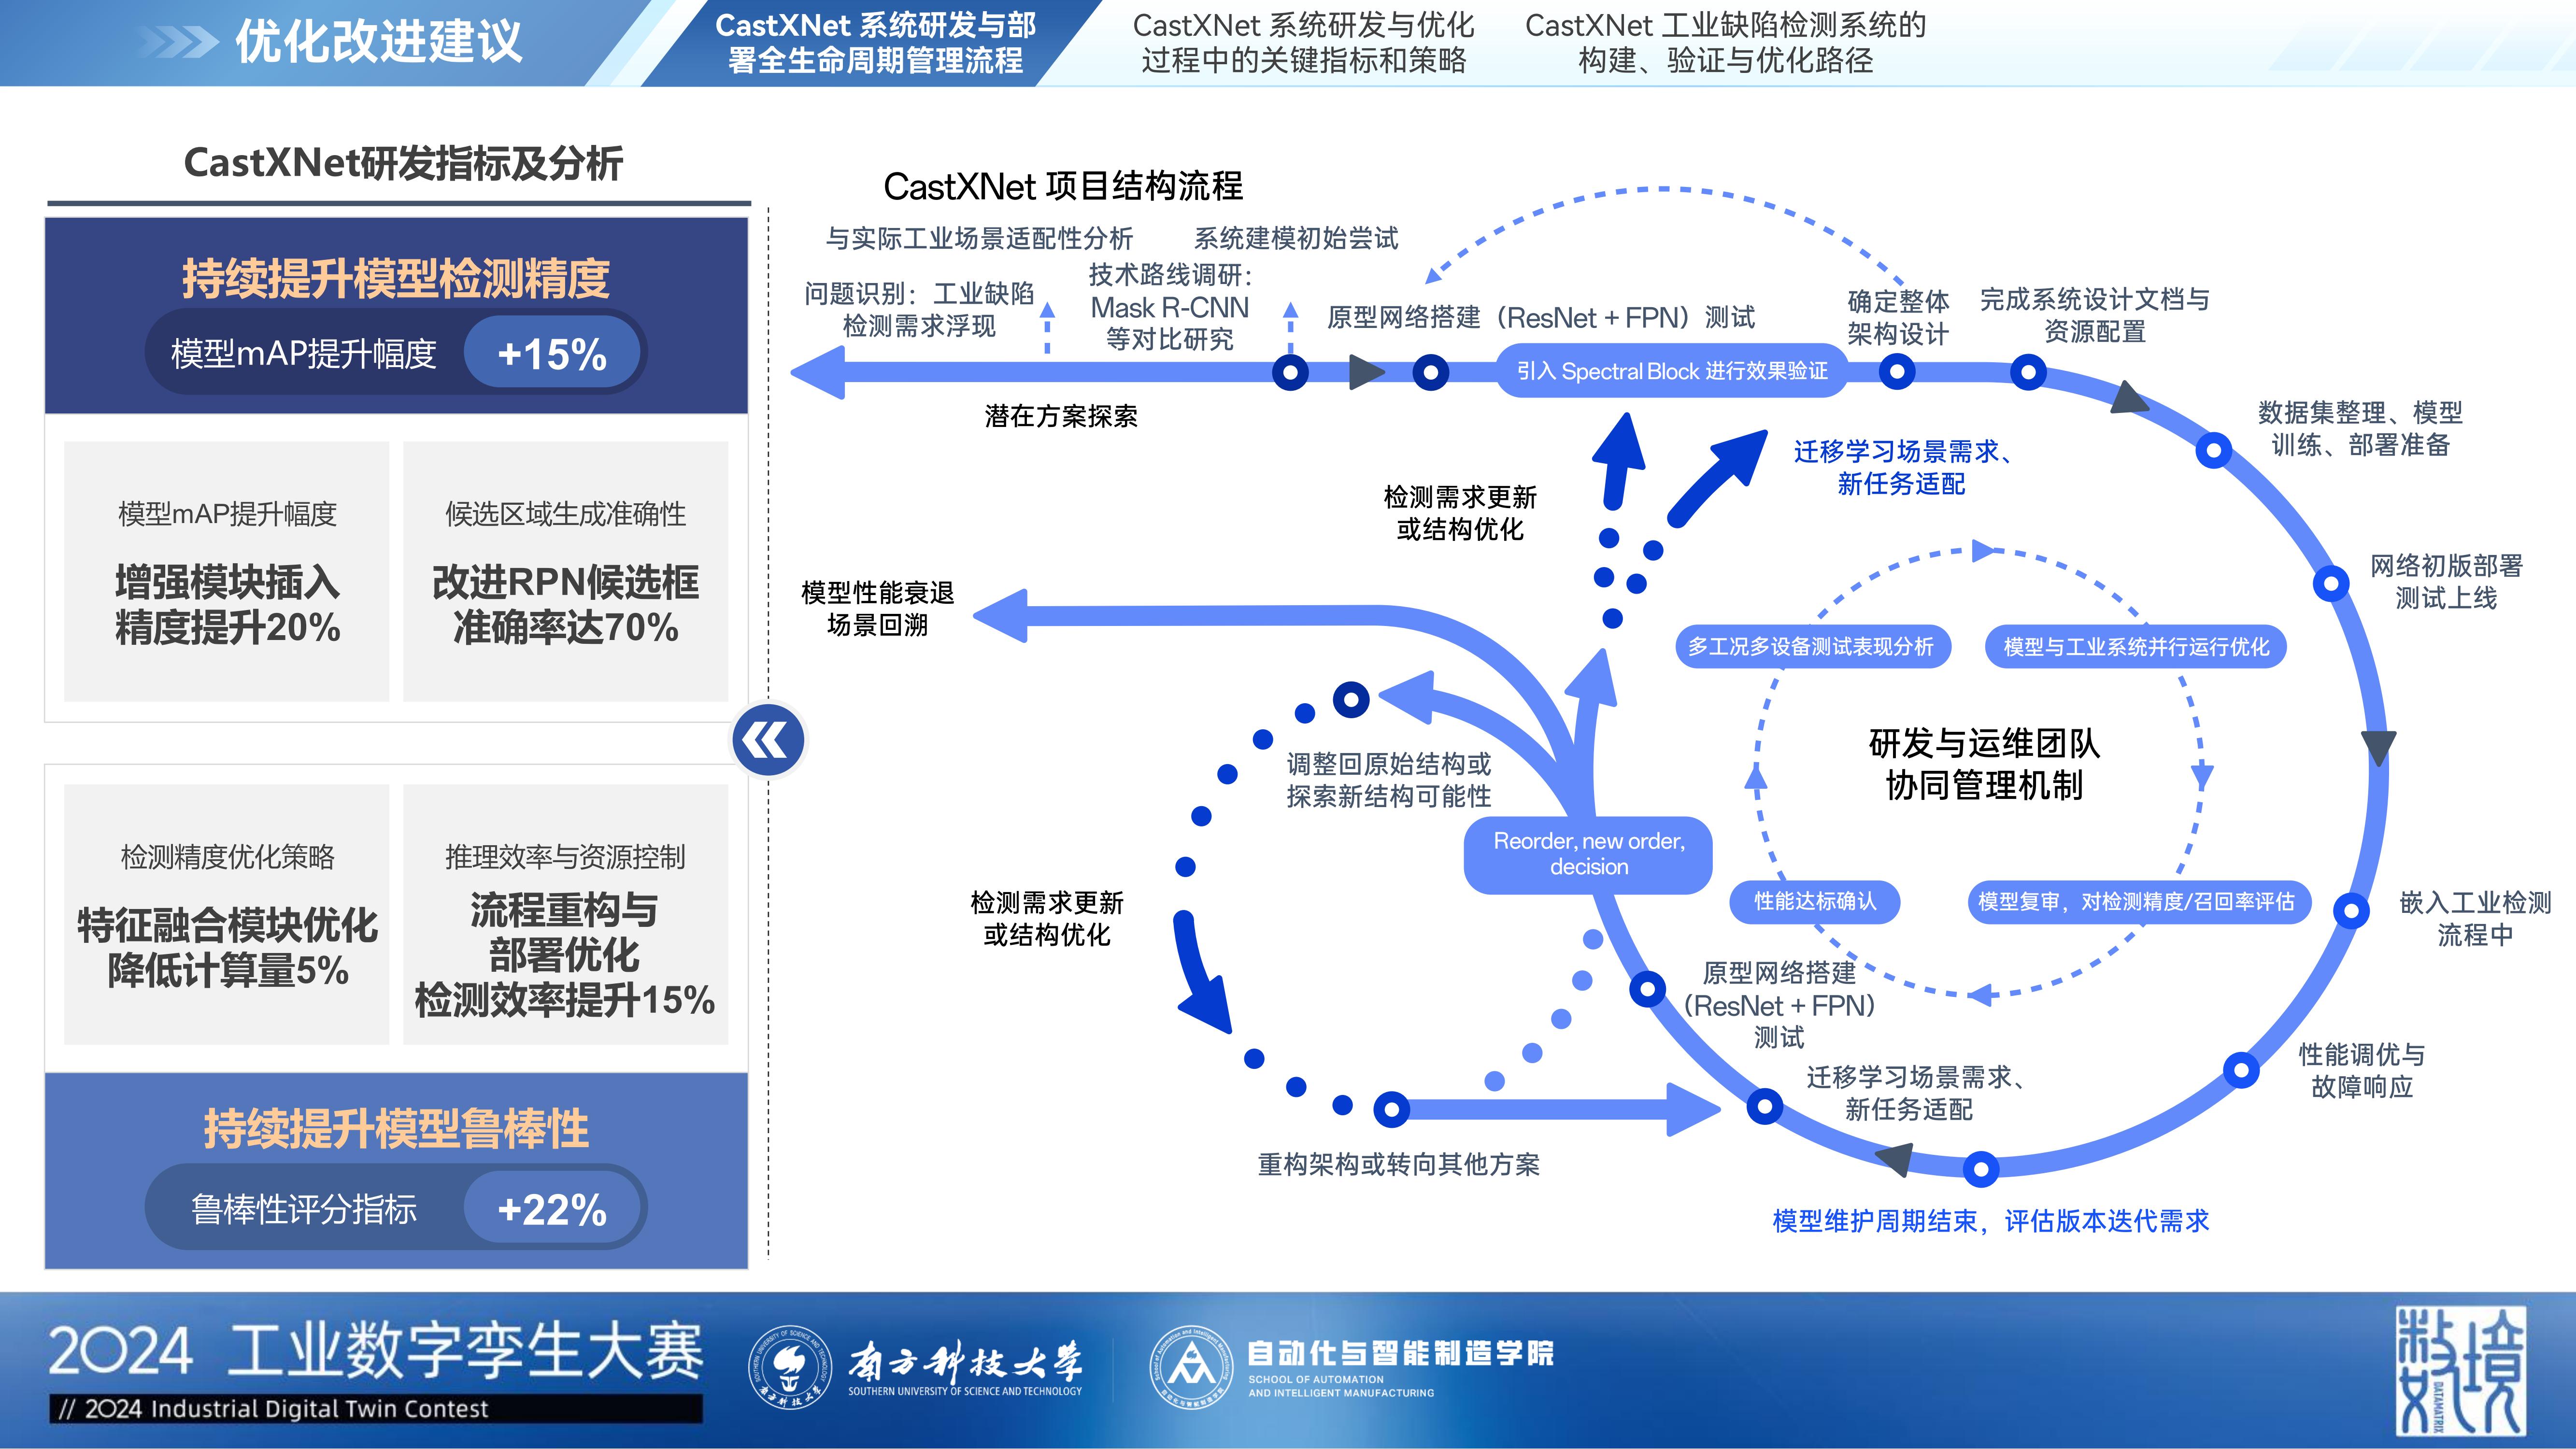 优化改进建议
CastXNet 系统研发与部
署全生命周期管理流程
CastXNet 系统研发与优化
过程中的关键指标和策略
CastXNet 工业缺陷检测系统的
构建、验证与优化路径
CastXNet研发指标及分析
持续提升模型检测精度
模型mAP提升幅度
+15%
模型mAP提升幅度
增强模块插入
精度提升20%
候选区域生成准确性
改进RPN候选框
准确率达70%
检测精度优化策略
特征融合模块优化
降低计算量5%
推理效率与资源控制
流程重构与
部署优化
检测效率提升15%
持续提升模型鲁棒性
鲁棒性评分指标
+22%
CastXNet 项目结构流程
与实际工业场景适配性分析
系统建模初始尝试
问题识别：工业缺陷
检测需求浮现
技术路线调研：
Mask R-CNN
等对比研究
原型网络搭建（ResNet + FPN）测试
确定整体
架构设计
完成系统设计文档与
资源配置
引入 Spectral Block 进行效果验证
潜在方案探索
数据集整理、模型
训练、部署准备
迁移学习场景需求、
新任务适配
检测需求更新
或结构优化
网络初版部署
测试上线
模型性能衰退
场景回溯
多工况多设备测试表现分析
模型与工业系统并行运行优化
研发与运维团队
协同管理机制
调整回原始结构或
探索新结构可能性
Reorder, new order,
decision
性能达标确认
模型复审，对检测精度/召回率评估
检测需求更新
或结构优化
嵌入工业检测
流程中
原型网络搭建
（ResNet + FPN）
测试
性能调优与
故障响应
迁移学习场景需求、
新任务适配
重构架构或转向其他方案
模型维护周期结束，评估版本迭代需求
2024 工业数字孪生大赛
// 2024 Industrial Digital Twin Contest
南方科技大学
SOUTHERN UNIVERSITY OF SCIENCE AND TECHNOLOGY
自动化与智能制造学院
SCHOOL OF AUTOMATION
AND INTELLIGENT MANUFACTURING
数境
DATAMATRIX